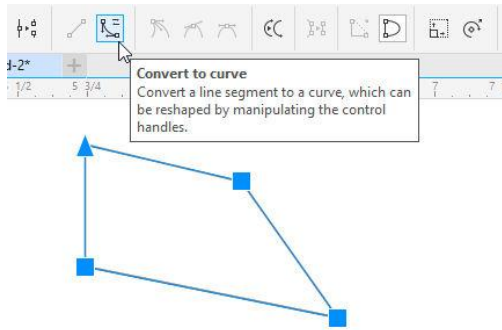 d-2*
1/2 5 3/4 7 7
Convert to curve
Convert a line segment to a curve, which can
be reshaped by manipulating the control
handles.